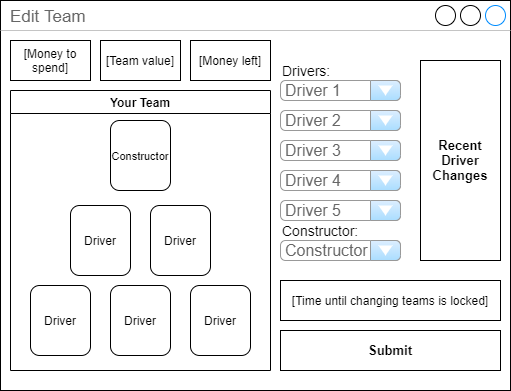 Edit Team
[Money to
spend]
[Team value]
[Money left]
Your Team
Constructor
Driver
Driver
Driver
Driver
Driver
Drivers:
Driver 1
Driver 2
Driver 3
Driver 4
Driver 5
Constructor:
Constructor
Recent
Driver
Changes
[Time until changing teams is locked]
Submit